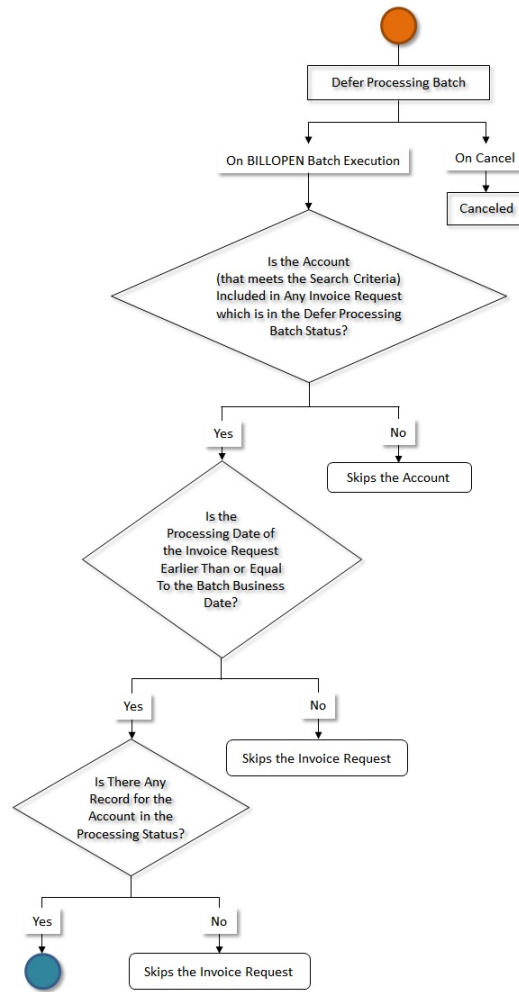 Defer Processing Batch
On BILLOPEN Batch Execution
On Cancel
Canceled
Is the Account
(that meets the Search Criteria)
Included in Any Invoice Request
which is in the Defer Processing
Batch Status?
Yes
No
Skips the Account
Is the
Processing Date of
the Invoice Request
Earlier Than or Equal
To the Batch Business
Date?
Yes
No
Skips the Invoice Request
Is There Any
Record for the
Account in the
Processing Status?
Yes
No
Skips the Invoice Request